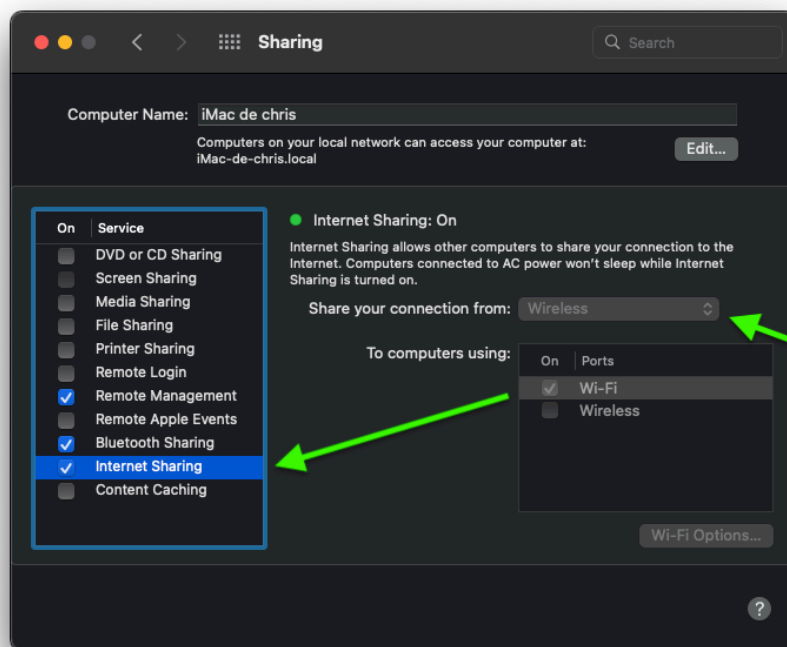 Sharing
Search
Computer Name: iMac de chris
Computers on your local network can access your computer at:
iMac-de-chris.local
Edit...
On Service
DVD or CD Sharing
Screen Sharing
Media Sharing
File Sharing
Printer Sharing
Remote Login
Remote Management
Remote Apple Events
Bluetooth Sharing
Internet Sharing
Content Caching
Internet Sharing: On
Internet Sharing allows other computers to share your connection to the
Internet. Computers connected to AC power won't sleep while Internet
Sharing is turned on.
Share your connection from: Wireless
To computers using:
On Ports
Wi-Fi
Wireless
Wi-Fi Options...
?